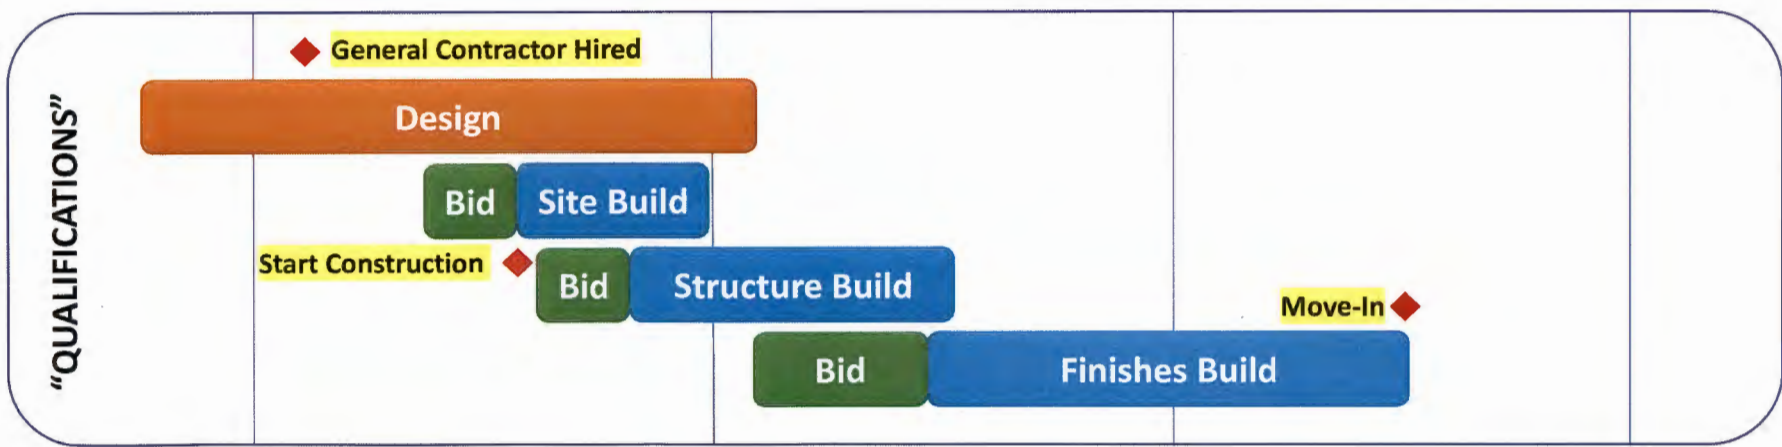 "QUALIFICATIONS"
General Contractor Hired
Design
Bid
Site Build
Start Construction
Bid
Structure Build
Move-In
Bid
Finishes Build